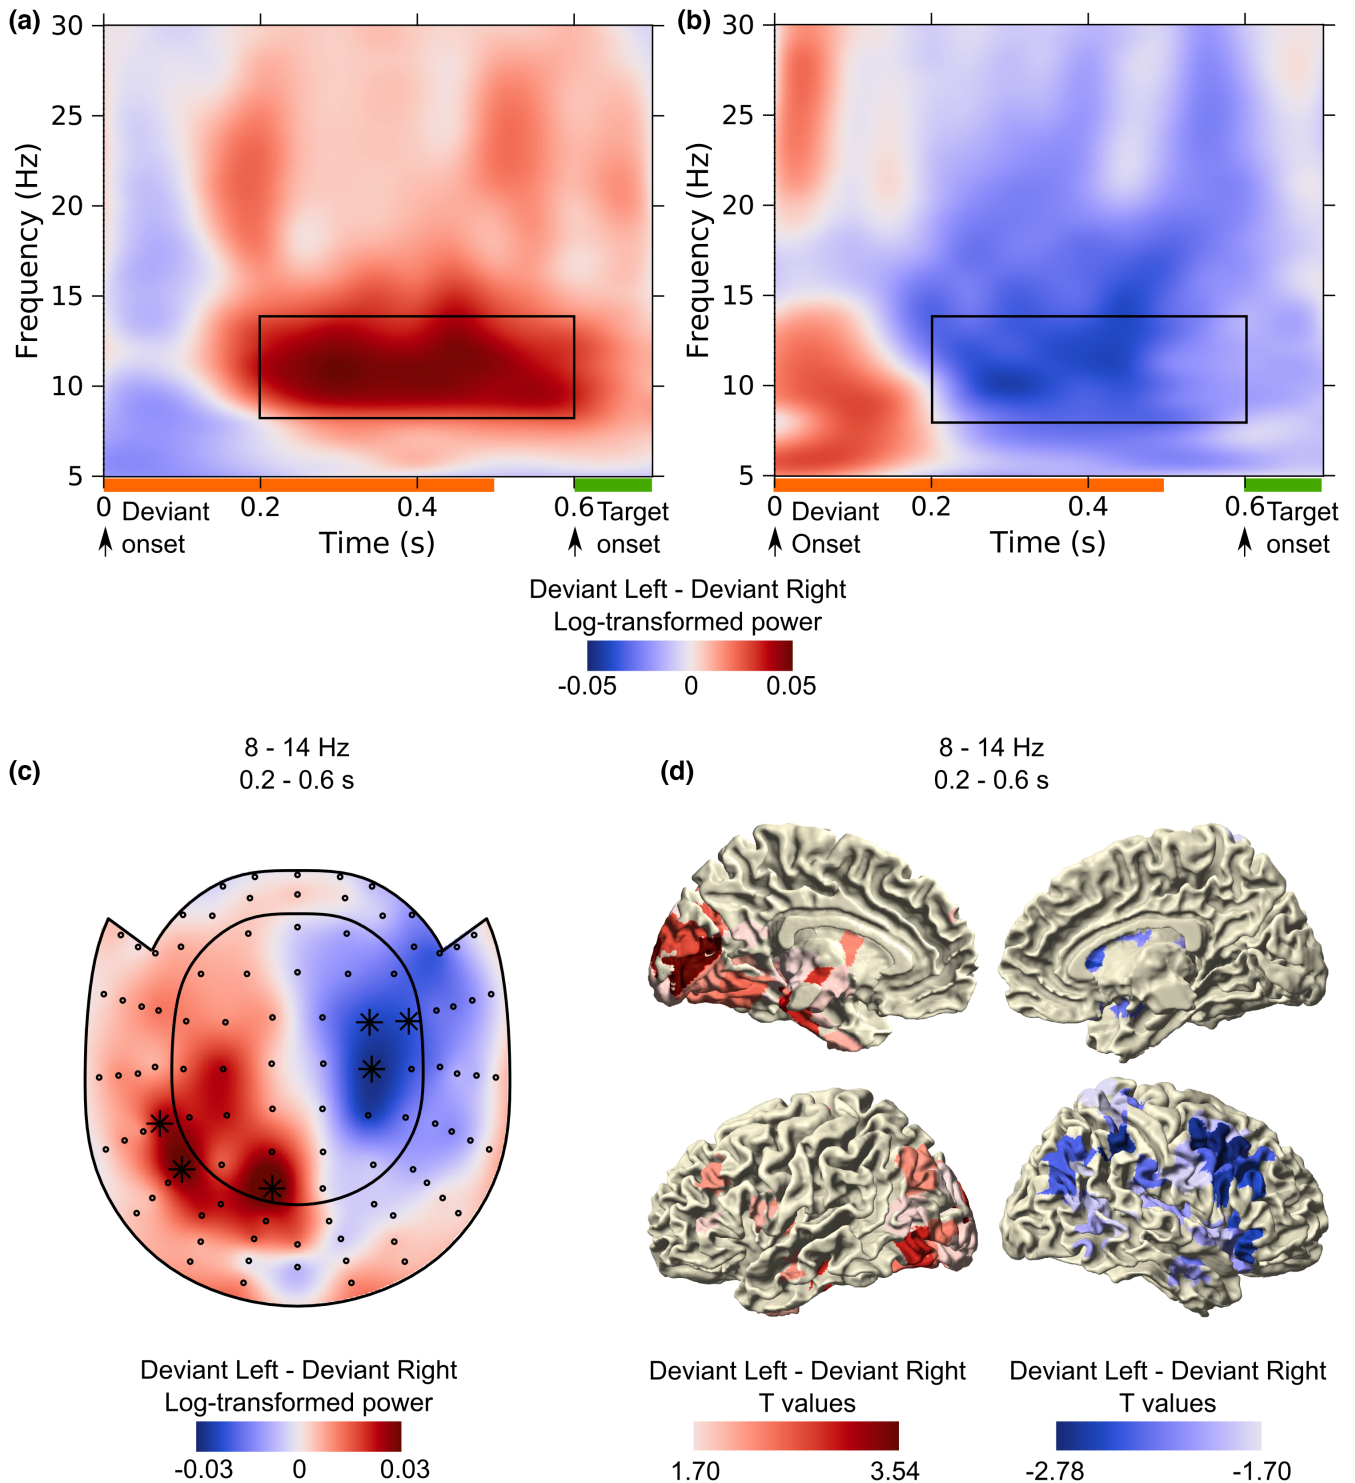 (a)
30
25
20
15
10
5
Frequency (Hz)
0
0.2
0.4
0.6
Deviant
onset
Time (s)
Target
onset
(b)
30
25
20
15
10
5
Frequency (Hz)
0
0.2
0.4
0.6
Deviant
Onset
Time (s)
Target
onset
Deviant Left - Deviant Right
Log-transformed power
-0.05 0 0.05
(c)
8 - 14 Hz
0.2 - 0.6 s
Deviant Left - Deviant Right
Log-transformed power
-0.03 0 0.03
(d)
8 - 14 Hz
0.2 - 0.6 s
Deviant Left - Deviant Right
T values
1.70 3.54
Deviant Left - Deviant Right
T values
-2.78 -1.70